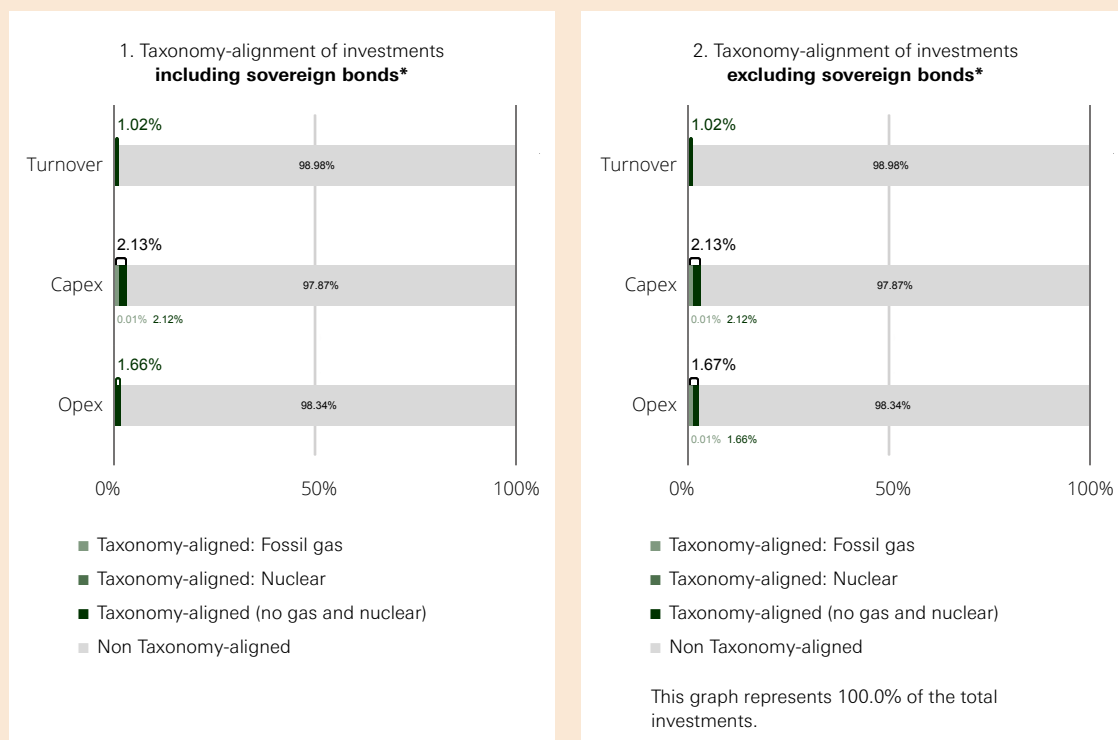 1. Taxonomy-alignment of investments
including sovereign bonds*
1.02%
Turnover
98.98%
2.13%
Capex
97.87%
0.01% 2.12%
1.66%
Opex
98.34%
0% 50% 100%
Taxonomy-aligned: Fossil gas
Taxonomy-aligned: Nuclear
Taxonomy-aligned (no gas and nuclear)
Non Taxonomy-aligned
2. Taxonomy-alignment of investments
excluding sovereign bonds*
1.02%
Turnover
98.98%
2.13%
Capex
97.87%
0.01% 2.12%
1.67%
Opex
98.34%
0.01% 1.66%
0% 50% 100%
Taxonomy-aligned: Fossil gas
Taxonomy-aligned: Nuclear
Taxonomy-aligned (no gas and nuclear)
Non Taxonomy-aligned
This graph represents 100.0% of the total
investments.